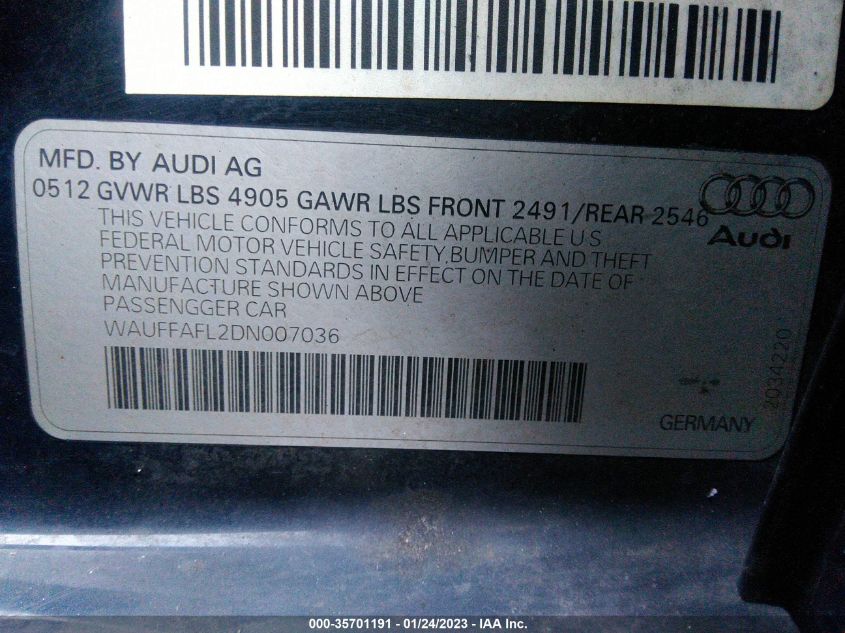 MFD. BY AUDI AG
0512 GVWR LBS 4905 GAWR LBS FRONT 2491/REAR 2546
THIS VEHICLE CONFORMS TO ALL APPLICABLE U S
FEDERAL MOTOR VEHICLE SAFETY,BUMPER AND THEFT
PREVENTION STANDARDS IN EFFECT ON THE DATE OF
MANUFACTURE SHOWN ABOVE
PASSENGGER CAR
WAUFFAFL2DN007036
Audi
2034220
GERMANY
000-35701191 - 01/24/2023 - IAA Inc.